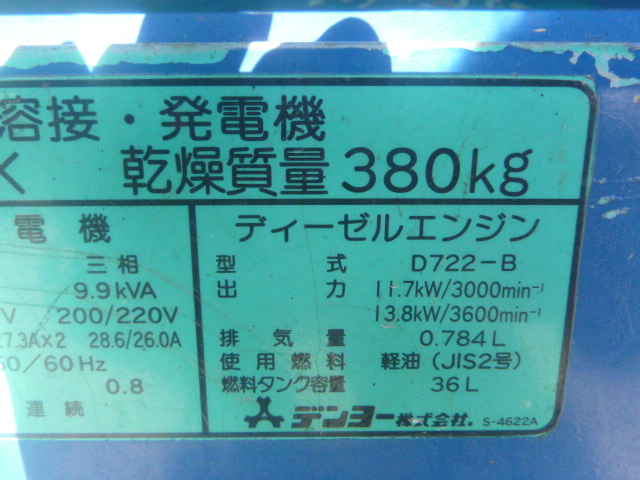 溶接・発電機
乾燥質量 380kg
電機
三相
9.9kVA
V 200/220V
7.3A×2 28.6/26.0A
50/60Hz
0.8
連続
ディーゼルエンジン
型式 D722-B
出力 11.7kW/3000min-1
13.8kW/3600min-1
排気量 0.784L
使用燃料 軽油(JIS2号)
燃料タンク容量 36L
デンヨー株式会社. S-4622A